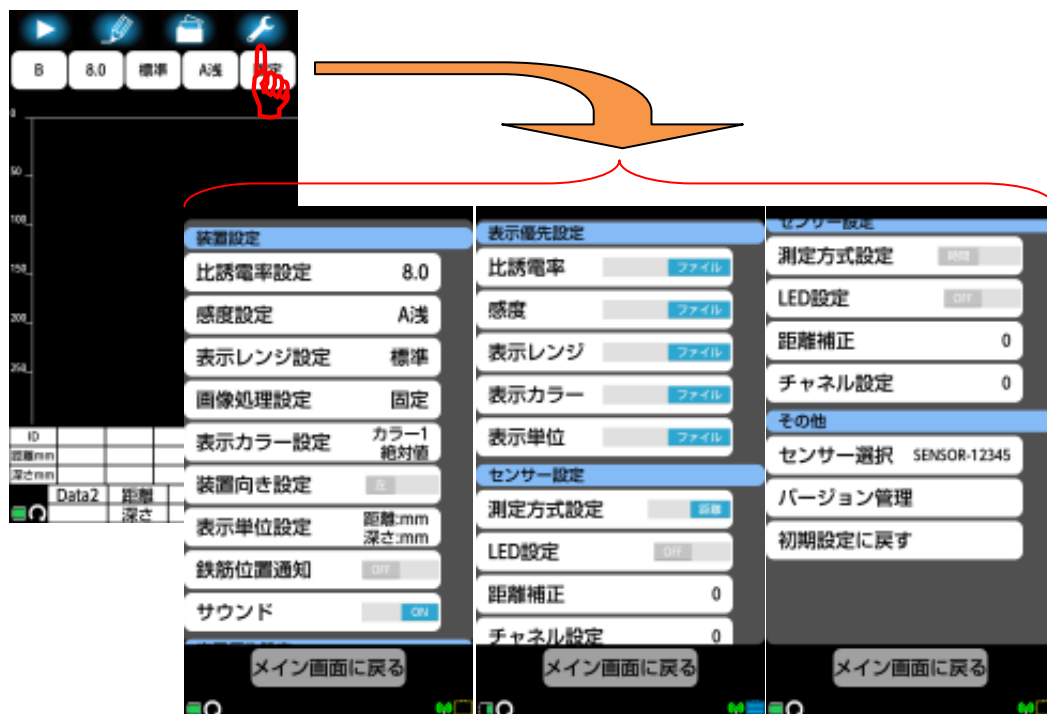 B 8.0 標準 A浅
0
50
100
150
200
250
ID
距離mm
深さmm
Data2 距離
深さ
装置設定
比誘電率設定 8.0
感度設定 A浅
表示レンジ設定 標準
画像処理設定 固定
表示カラー設定 カラー1
絶対値
装置向き設定 左
表示単位設定 距離:mm
深さ:mm
鉄筋位置通知 OFF
サウンド ON
メイン画面に戻る
表示優先設定
比誘電率 ファイル
感度 ファイル
表示レンジ ファイル
表示カラー ファイル
表示単位 ファイル
センサー設定
測定方式設定 距離
LED設定 OFF
距離補正 0
チャネル設定 0
メイン画面に戻る
センサー設定
測定方式設定 時間
LED設定 OFF
距離補正 0
チャネル設定 0
その他
センサー選択 SENSOR-12345
バージョン管理
初期設定に戻す
メイン画面に戻る